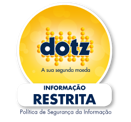 dotz
A sua segunda moeda
INFORMAÇÃO
RESTRITA
Política de Segurança da Informação